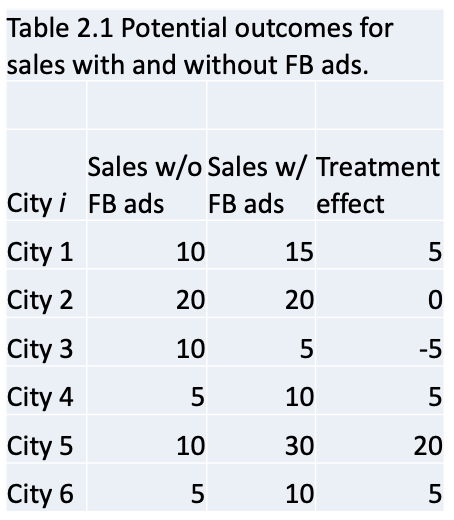 Table 2.1 Potential outcomes for
sales with and without FB ads.
Sales w/o Sales w/ Treatment
City i FB ads FB ads effect
City 1 10 15 5
City 2 20 20 0
City 3 10 5 -5
City 4 5 10 5
City 5 10 30 20
City 6 5 10 5